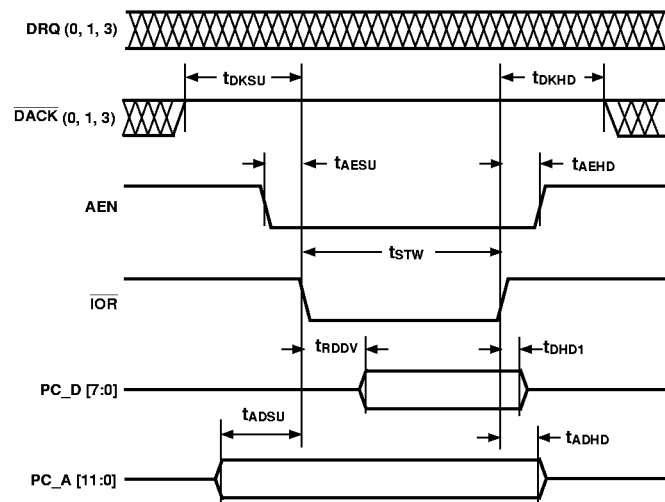 DRQ (0, 1, 3)
tDKSU
tDKHD
DACK (0, 1, 3)
tAESU
tAEHD
AEN
tSTW
IOR
tRDDV
tDHD1
PC_D [7:0]
tADSU
tADHD
PC_A [11:0]